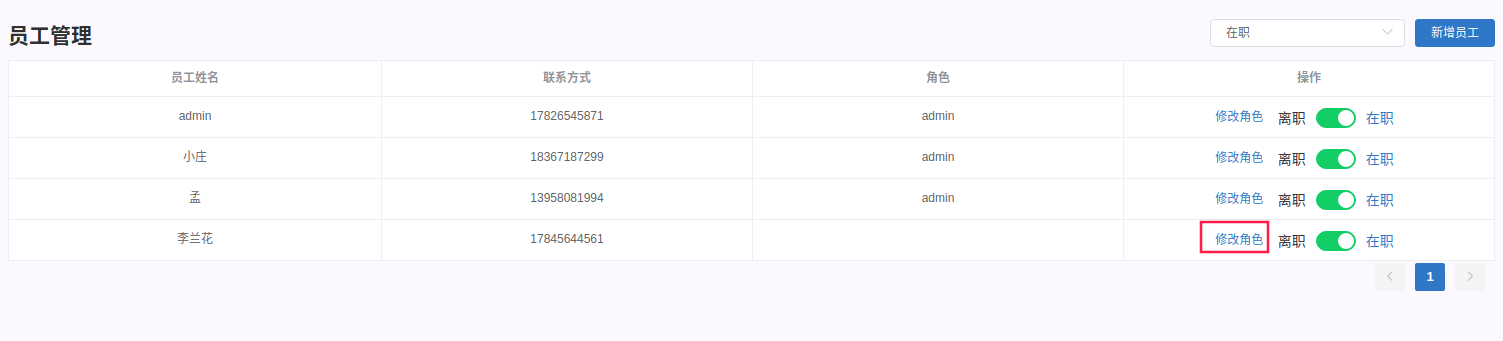 员工管理
在职
新增员工
员工姓名 联系方式 角色 操作
admin 17826545871 admin 修改角色 离职 在职
小庄 18367187299 admin 修改角色 离职 在职
孟 13958081994 admin 修改角色 离职 在职
李兰花 17845644561 修改角色 离职 在职
1